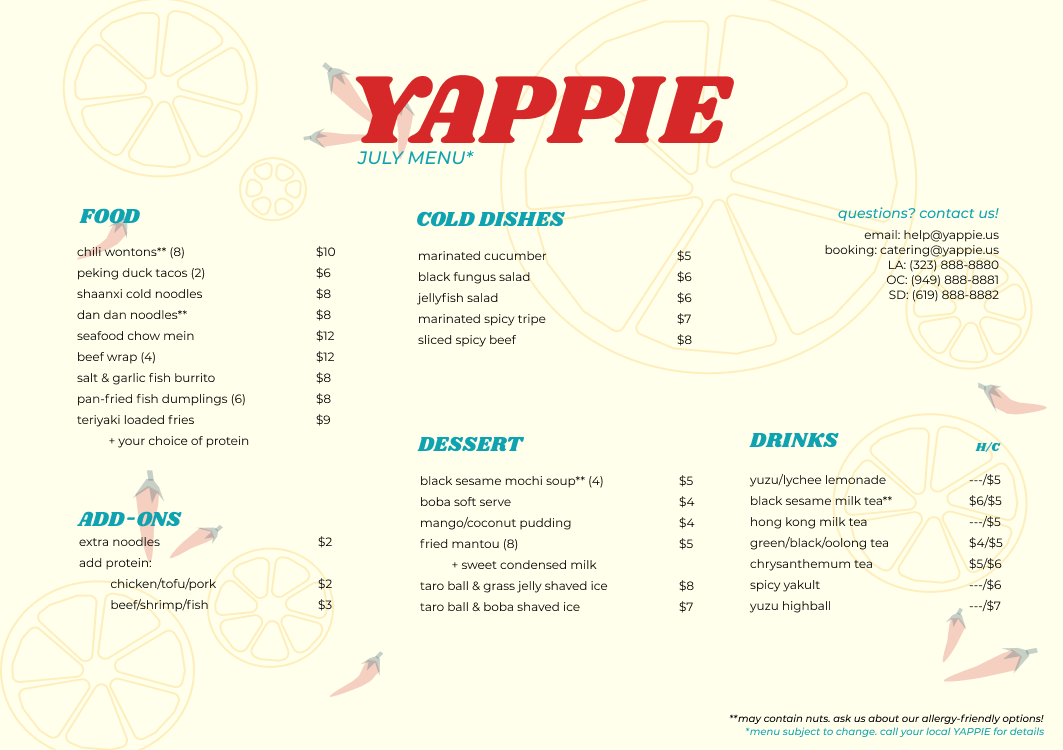 YAPPIE
JULY MENU*
FOOD
chili wontons** (8) $10
peking duck tacos (2) $6
shaanxi cold noodles $8
dan dan noodles** $8
seafood chow mein $12
beef wrap (4) $12
salt & garlic fish burrito $8
pan-fried fish dumplings (6) $8
teriyaki loaded fries $9
+ your choice of protein
ADD-ONS
extra noodles $2
add protein:
chicken/tofu/pork $2
beef/shrimp/fish $3
COLD DISHES
marinated cucumber $5
black fungus salad $6
jellyfish salad $6
marinated spicy tripe $7
sliced spicy beef $8
DESSERT
black sesame mochi soup** (4) $5
boba soft serve $4
mango/coconut pudding $4
fried mantou (8) $5
+ sweet condensed milk
taro ball & grass jelly shaved ice $8
taro ball & boba shaved ice $7
questions? contact us!
email: help@yappie.us
booking: catering@yappie.us
LA: (323) 888-8880
OC: (949) 888-8881
SD: (619) 888-8882
DRINKS H/C
yuzu/lychee lemonade ---/$5
black sesame milk tea** $6/$5
hong kong milk tea ---/$5
green/black/oolong tea $4/$5
chrysanthemum tea $5/$6
spicy yakult ---/$6
yuzu highball ---/$7
**may contain nuts. ask us about our allergy-friendly options!
*menu subject to change. call your local YAPPIE for details